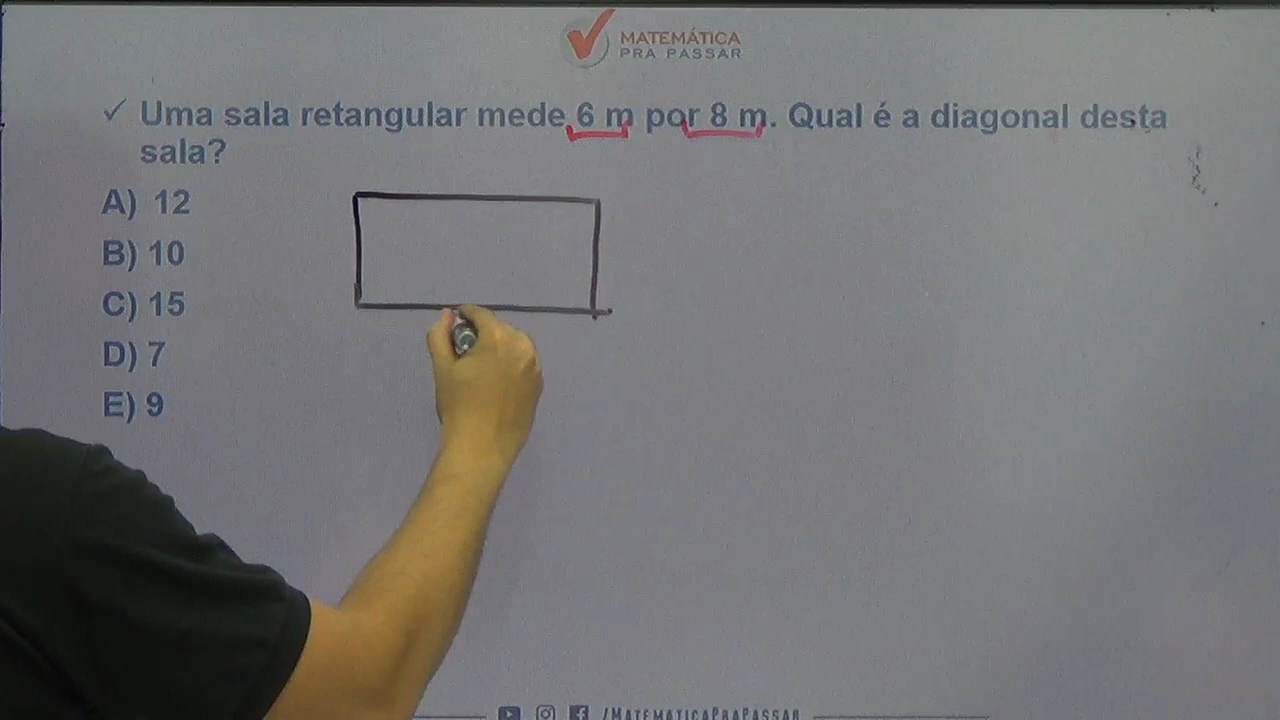 MATEMÁTICA
PRA PASSAR
✓ Uma sala retangular mede 6 m por 8 m. Qual é a diagonal desta
sala?
A) 12
B) 10
C) 15
D) 7
E) 9
/MATEMATICAPRAPASSAR